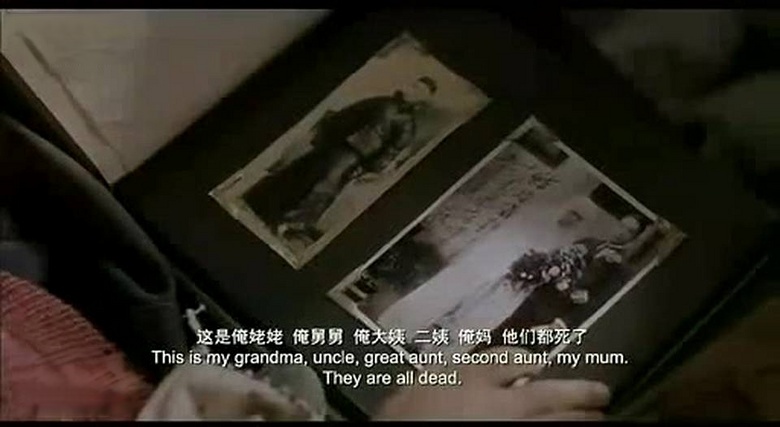 这是俺姥姥 俺舅舅 俺大姨 二姨 俺妈 他们都死了
This is my grandma, uncle, great aunt, second aunt, my mum.
They are all dead.